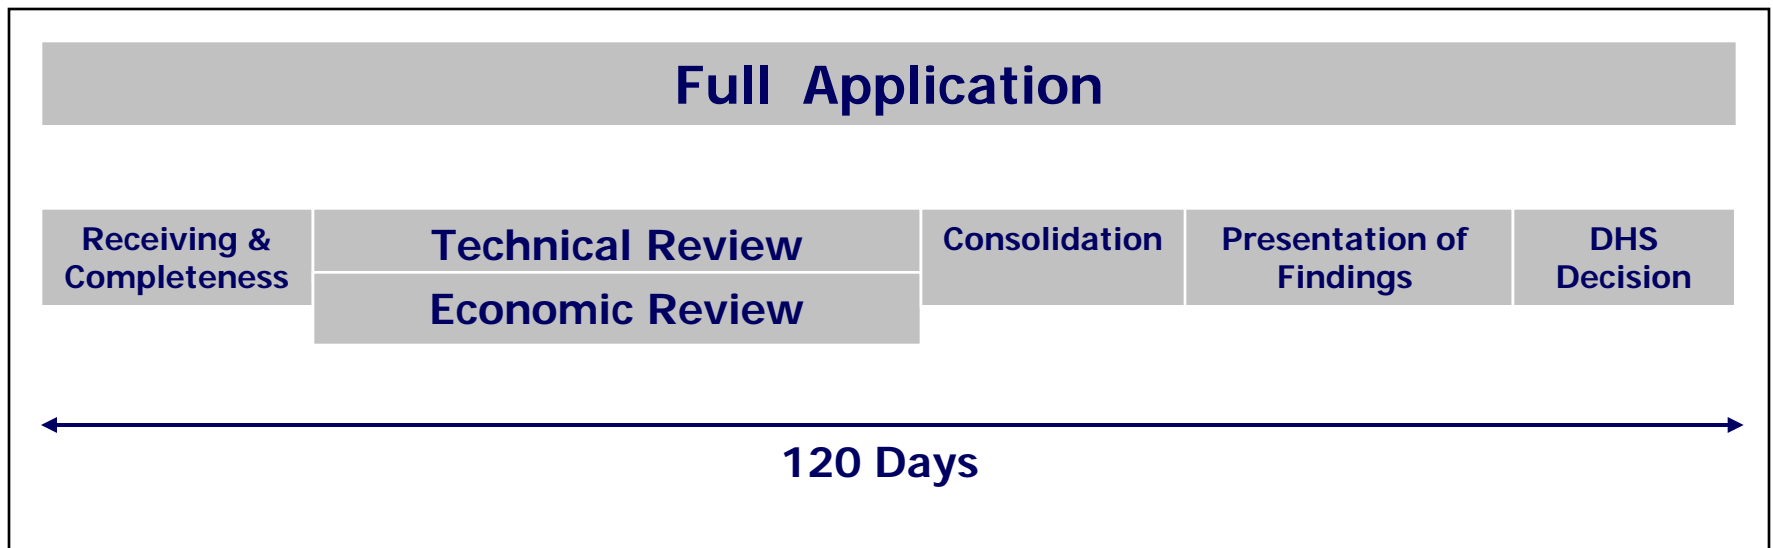 Full Application
Receiving &
Completeness
Technical Review
Economic Review
Consolidation
Presentation of
Findings
DHS
Decision
120 Days